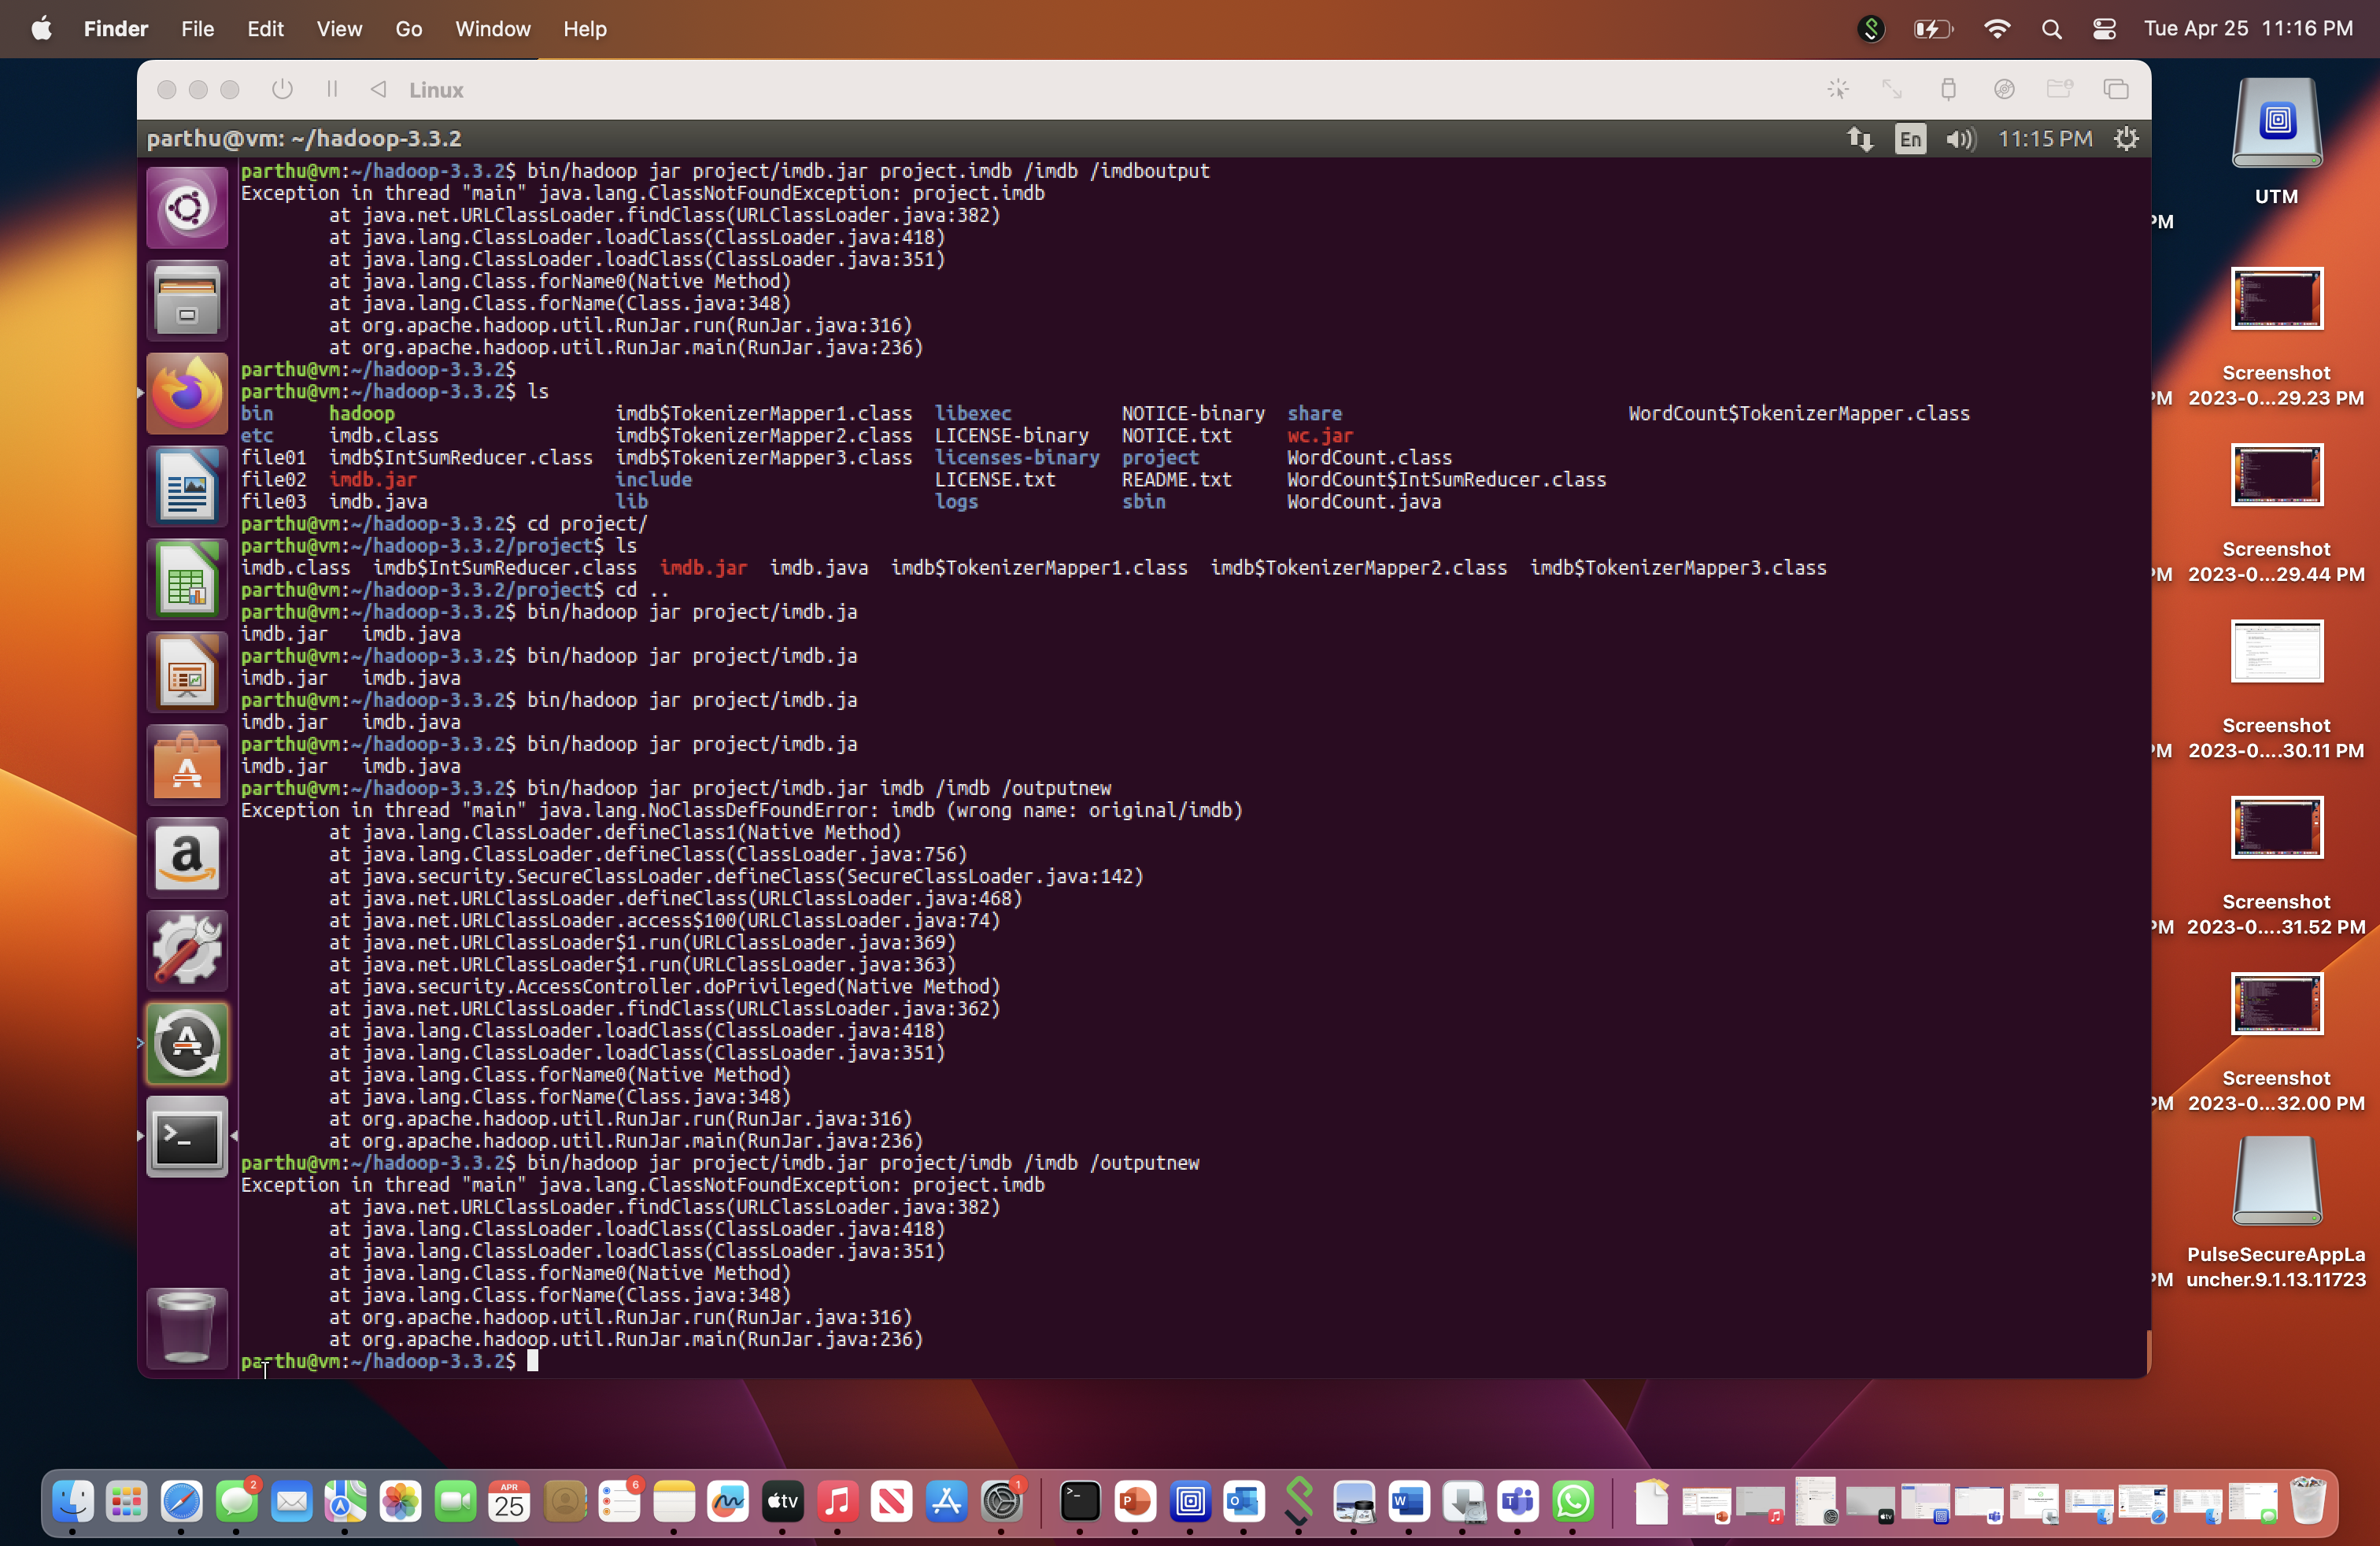 Finder File Edit View Go Window Help Tue Apr 25 11:16 PM
Linux
parthu@vm: ~/hadoop-3.3.2 En 11:15 PM
parthu@vm:~/hadoop-3.3.2$ bin/hadoop jar project/imdb.jar project.imdb /imdb /imdboutput
Exception in thread "main" java.lang.ClassNotFoundException: project.imdb
at java.net.URLClassLoader.findClass(URLClassLoader.java:382)
at java.lang.ClassLoader.loadClass(ClassLoader.java:418)
at java.lang.ClassLoader.loadClass(ClassLoader.java:351)
at java.lang.Class.forName0(Native Method)
at java.lang.Class.forName(Class.java:348)
at org.apache.hadoop.util.RunJar.run(RunJar.java:316)
at org.apache.hadoop.util.RunJar.main(RunJar.java:236)
parthu@vm:~/hadoop-3.3.2$
parthu@vm:~/hadoop-3.3.2$ ls
bin hadoop imdb$TokenizerMapper1.class libexec NOTICE-binary share WordCount$TokenizerMapper.class
etc imdb.class imdb$TokenizerMapper2.class LICENSE-binary NOTICE.txt wc.jar
file01 imdb$IntSumReducer.class imdb$TokenizerMapper3.class licenses-binary project WordCount.class
file02 imdb.jar include LICENSE.txt README.txt WordCount$IntSumReducer.class
file03 imdb.java lib logs sbin WordCount.java
parthu@vm:~/hadoop-3.3.2$ cd project/
parthu@vm:~/hadoop-3.3.2/project$ ls
imdb.class imdb$IntSumReducer.class imdb.jar imdb.java imdb$TokenizerMapper1.class imdb$TokenizerMapper2.class imdb$TokenizerMapper3.class
parthu@vm:~/hadoop-3.3.2/project$ cd ..
parthu@vm:~/hadoop-3.3.2$ bin/hadoop jar project/imdb.ja
imdb.jar imdb.java
parthu@vm:~/hadoop-3.3.2$ bin/hadoop jar project/imdb.ja
imdb.jar imdb.java
parthu@vm:~/hadoop-3.3.2$ bin/hadoop jar project/imdb.ja
imdb.jar imdb.java
parthu@vm:~/hadoop-3.3.2$ bin/hadoop jar project/imdb.ja
imdb.jar imdb.java
parthu@vm:~/hadoop-3.3.2$ bin/hadoop jar project/imdb.jar imdb /imdb /outputnew
Exception in thread "main" java.lang.NoClassDefFoundError: imdb (wrong name: original/imdb)
at java.lang.ClassLoader.defineClass1(Native Method)
at java.lang.ClassLoader.defineClass(ClassLoader.java:756)
at java.security.SecureClassLoader.defineClass(SecureClassLoader.java:142)
at java.net.URLClassLoader.defineClass(URLClassLoader.java:468)
at java.net.URLClassLoader.access$100(URLClassLoader.java:74)
at java.net.URLClassLoader$1.run(URLClassLoader.java:369)
at java.net.URLClassLoader$1.run(URLClassLoader.java:363)
at java.security.AccessController.doPrivileged(Native Method)
at java.net.URLClassLoader.findClass(URLClassLoader.java:362)
at java.lang.ClassLoader.loadClass(ClassLoader.java:418)
at java.lang.ClassLoader.loadClass(ClassLoader.java:351)
at java.lang.Class.forName0(Native Method)
at java.lang.Class.forName(Class.java:348)
at org.apache.hadoop.util.RunJar.run(RunJar.java:316)
at org.apache.hadoop.util.RunJar.main(RunJar.java:236)
parthu@vm:~/hadoop-3.3.2$ bin/hadoop jar project/imdb.jar project/imdb /imdb /outputnew
Exception in thread "main" java.lang.ClassNotFoundException: project.imdb
at java.net.URLClassLoader.findClass(URLClassLoader.java:382)
at java.lang.ClassLoader.loadClass(ClassLoader.java:418)
at java.lang.ClassLoader.loadClass(ClassLoader.java:351)
at java.lang.Class.forName0(Native Method)
at java.lang.Class.forName(Class.java:348)
at org.apache.hadoop.util.RunJar.run(RunJar.java:316)
at org.apache.hadoop.util.RunJar.main(RunJar.java:236)
parthu@vm:~/hadoop-3.3.2$
UTM
PM
Screenshot
PM 2023-0...29.23 PM
Screenshot
PM 2023-0...29.44 PM
Screenshot
PM 2023-0....30.11 PM
Screenshot
PM 2023-0....31.52 PM
Screenshot
PM 2023-0...32.00 PM
PulseSecureAppLa
PM uncher.9.1.13.11723
2 APR 25 6 tv 1